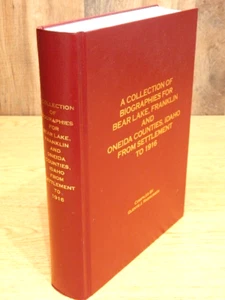 A COLLECTION OF
BIOGRAPHIES FOR
BEAR LAKE, FRANKLIN
AND
ONEIDA COUNTIES, IDAHO
FROM SETTLEMENT
TO 1916
A COLLECTION
OF
BIOGRAPHIES
FOR
BEAR LAKE,
FRANKLIN
AND
ONEIDA
COUNTIES,
IDAHO
FROM
SETTLEMENT
TO
1916